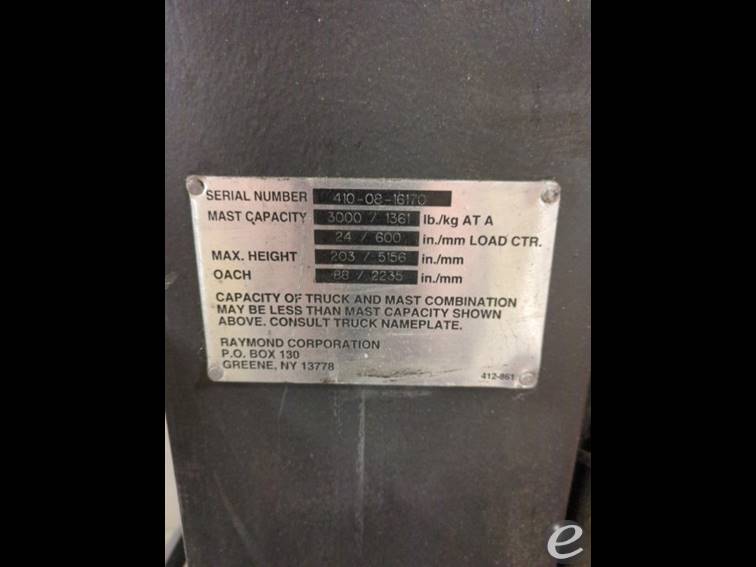 SERIAL NUMBER 410-08-16170
MAST CAPACITY 3000 / 1361 lb./kg AT A
24 / 600 in./mm LOAD CTR.
MAX. HEIGHT 203 / 5156 in./mm
OACH 88 / 2235 in./mm
CAPACITY OF TRUCK AND MAST COMBINATION
MAY BE LESS THAN MAST CAPACITY SHOWN
ABOVE. CONSULT TRUCK NAMEPLATE.
RAYMOND CORPORATION
P.O. BOX 130
GREENE, NY 13778
412-861
e